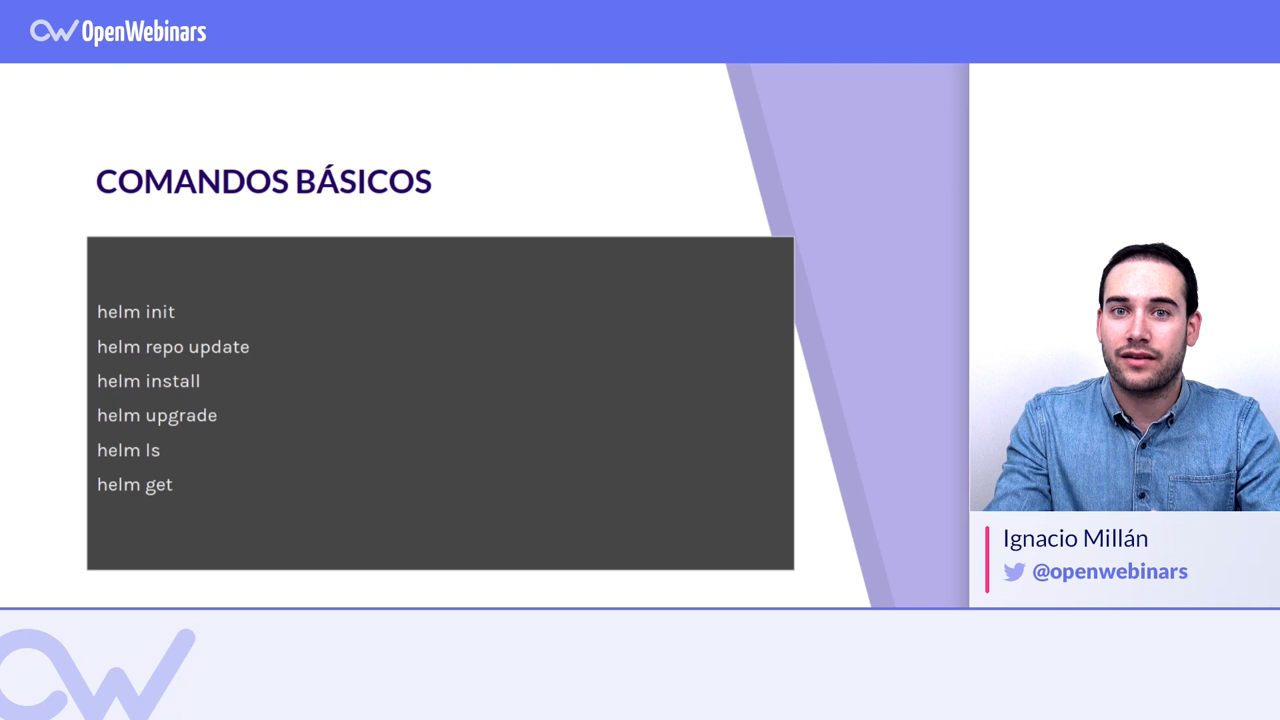 OpenWebinars
COMANDOS BÁSICOS
helm init
helm repo update
helm install
helm upgrade
helm ls
helm get
Ignacio Millán
@openwebinars